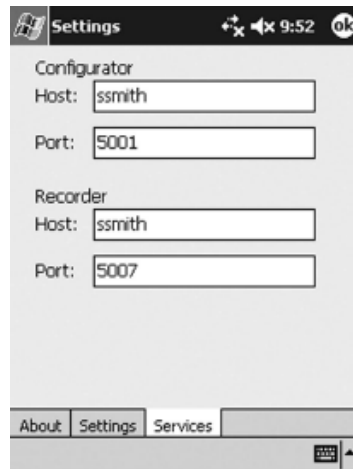 Settings 9:52 ok
Configurator
Host: ssmith
Port: 5001
Recorder
Host: ssmith
Port: 5007
About Settings Services